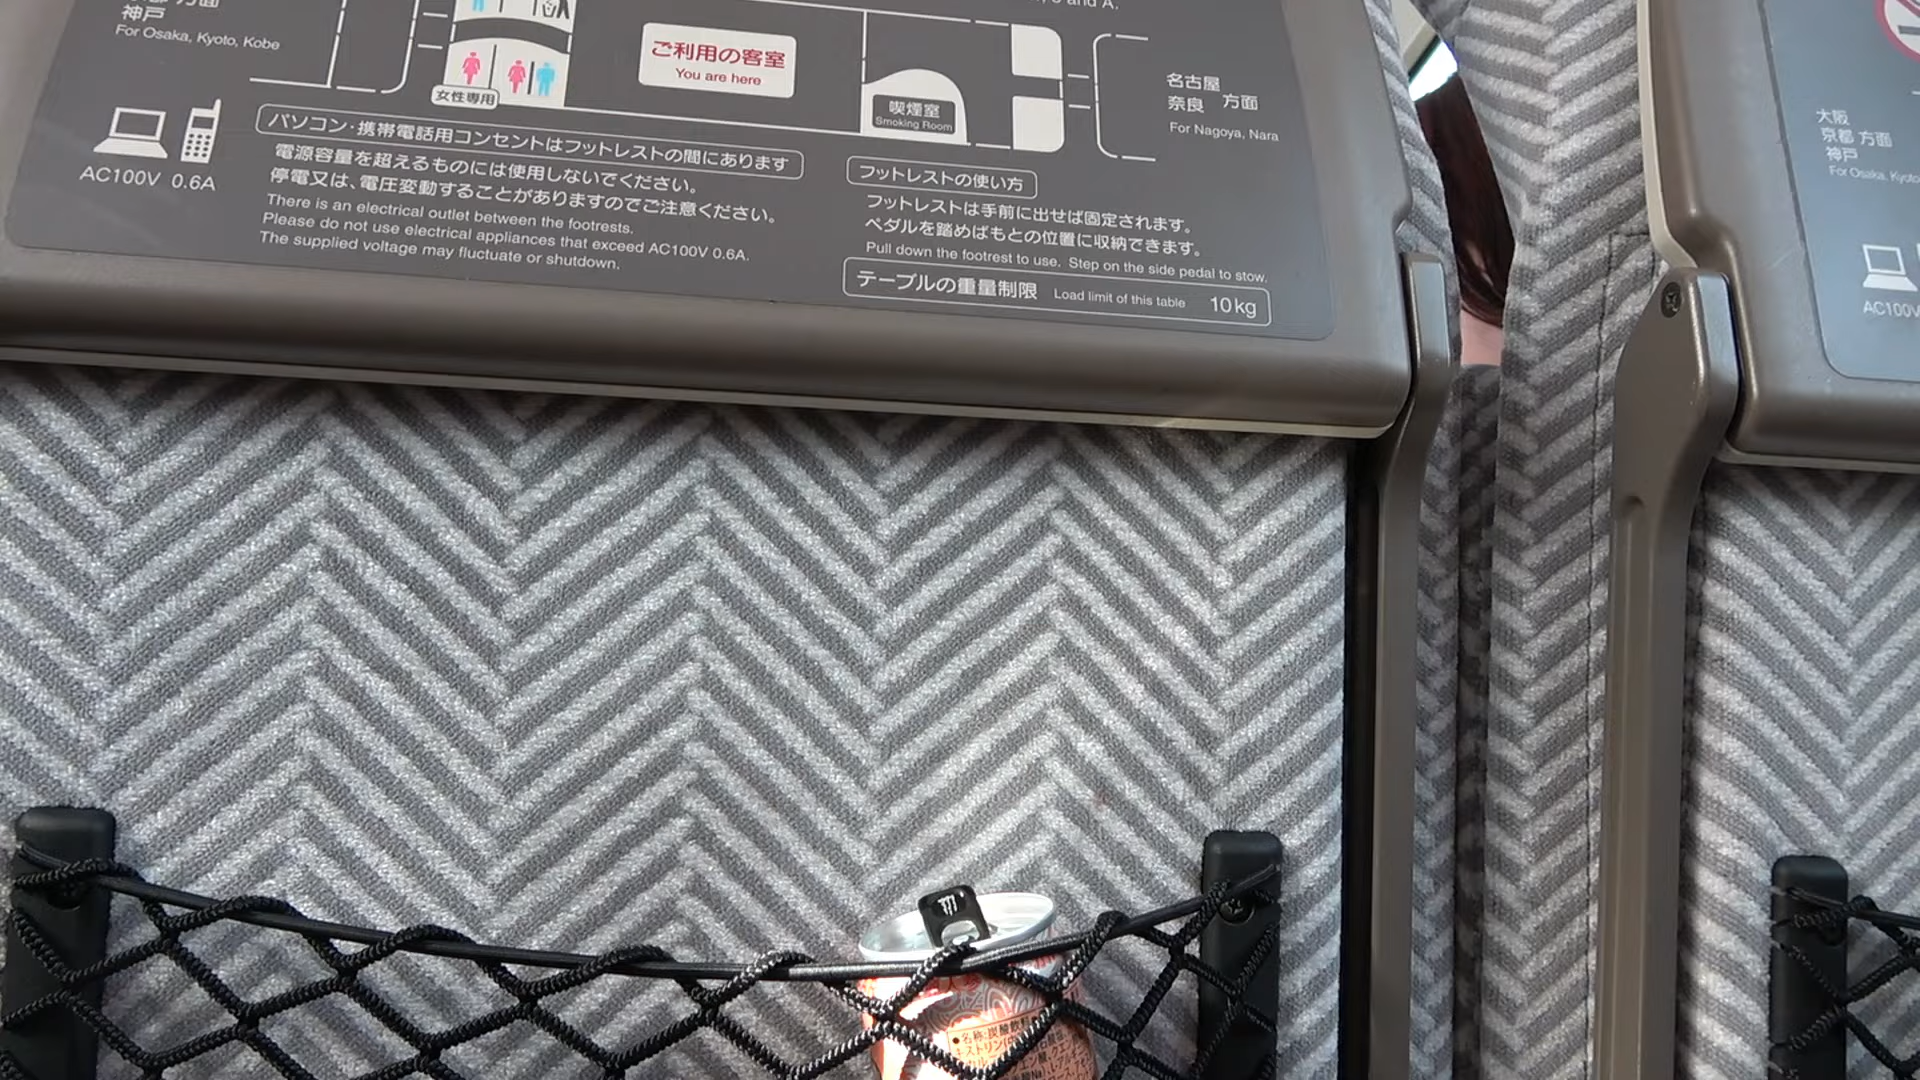 神戸
For Osaka, Kyoto, Kobe
女性専用
ご利用の客室
You are here
喫煙室
Smoking Room
名古屋
奈良 方面
For Nagoya, Nara
AC100V 0.6A
パソコン・携帯電話用コンセントはフットレストの間にあります
電源容量を超えるものには使用しないでください。
停電又は、電圧変動することがありますのでご注意ください。
There is an electrical outlet between the footrests.
Please do not use electrical appliances that exceed AC100V 0.6A.
The supplied voltage may fluctuate or shutdown.
フットレストの使い方
フットレストは手前に出せば固定されます。
ペダルを踏めばもとの位置に収納できます。
Pull down the footrest to use. Step on the side pedal to stow.
テーブルの重量制限 Load limit of this table 10kg
大阪
京都 方面
神戸
For Osaka, Kyoto
AC100V